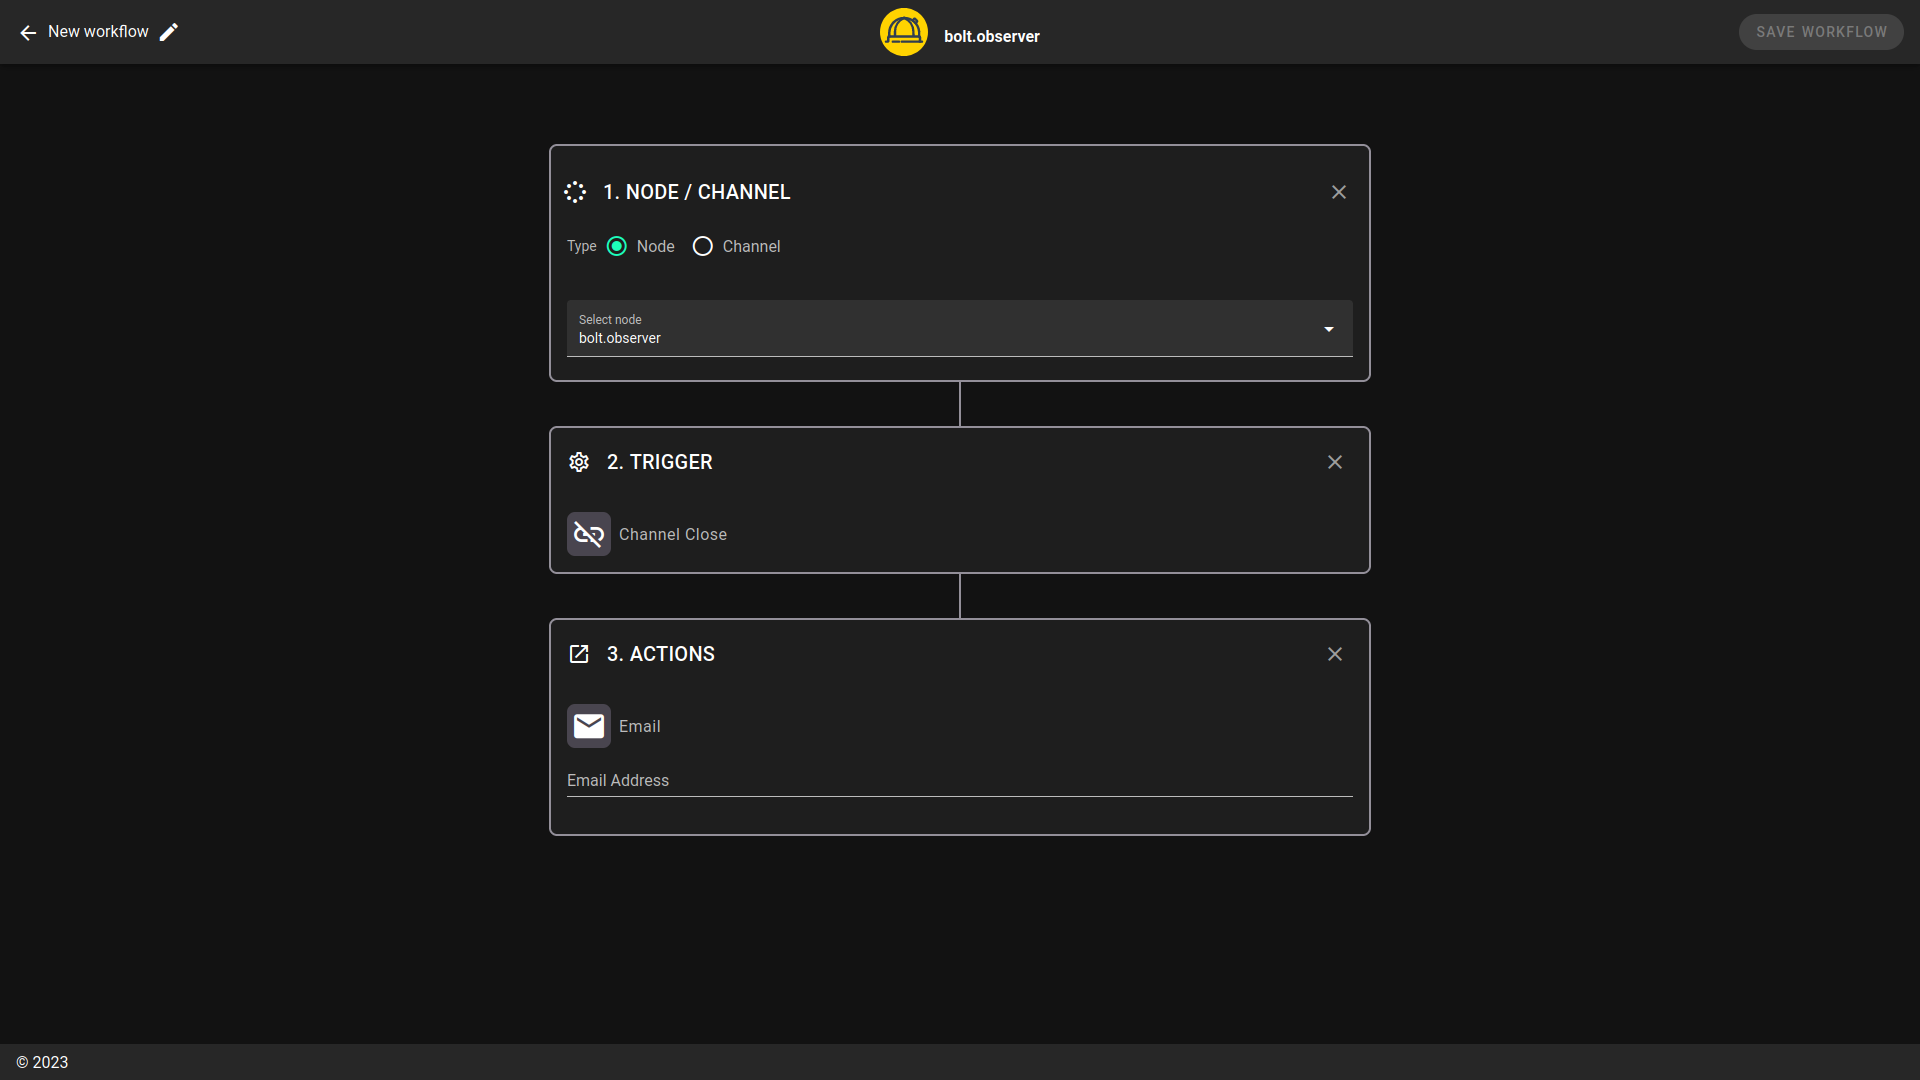 New workflow
bolt.observer
SAVE WORKFLOW
1. NODE / CHANNEL
Type Node Channel
Select node
bolt.observer
2. TRIGGER
Channel Close
3. ACTIONS
Email
Email Address
© 2023